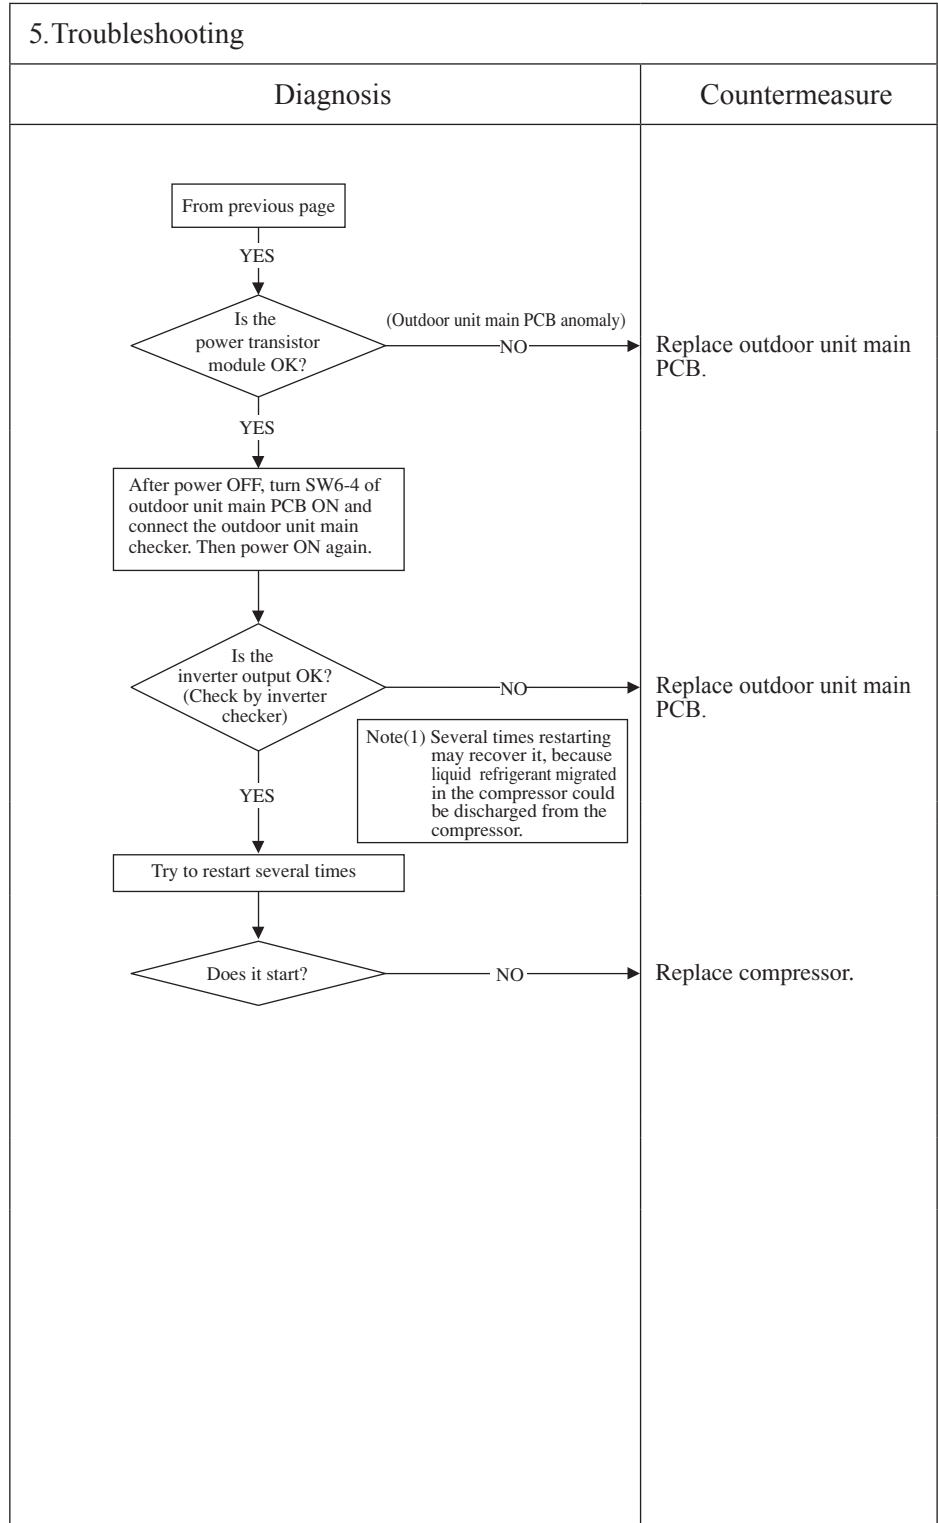 5.Troubleshooting
Diagnosis
Countermeasure
From previous page
YES
Is the
power transistor
module OK?
(Outdoor unit main PCB anomaly)
NO
Replace outdoor unit main
PCB.
YES
After power OFF, turn SW6-4 of
outdoor unit main PCB ON and
connect the outdoor unit main
checker. Then power ON again.
Is the
inverter output OK?
(Check by inverter
checker)
NO
Replace outdoor unit main
PCB.
Note(1) Several times restarting
may recover it, because
liquid refrigerant migrated
in the compressor could
be discharged from the
compressor.
YES
Try to restart several times
Does it start?
NO
Replace compressor.